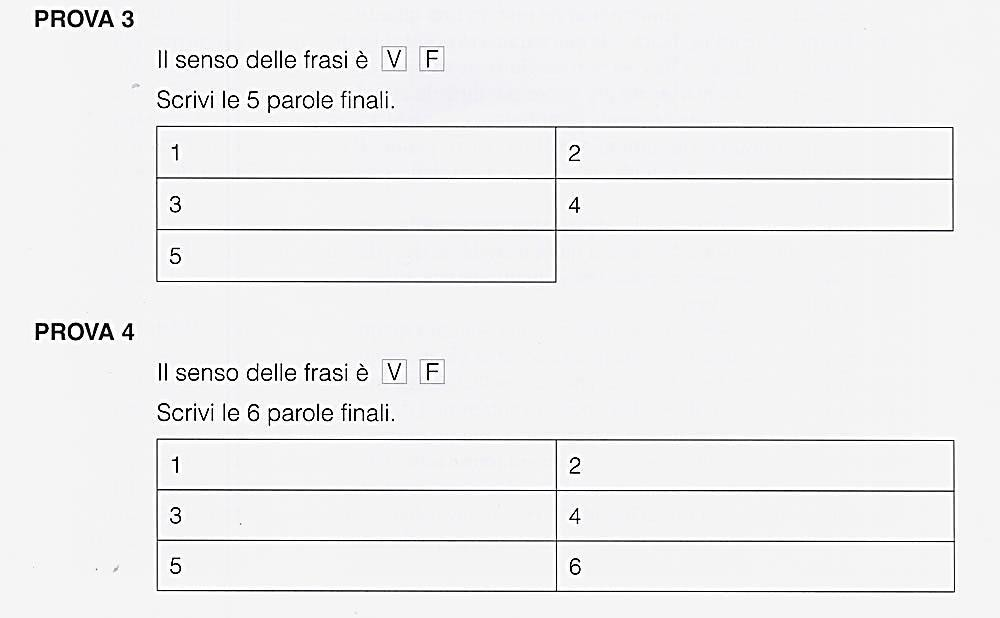 PROVA 3
Il senso delle frasi è V F
Scrivi le 5 parole finali.
1 2
3 4
5
PROVA 4
Il senso delle frasi è V F
Scrivi le 6 parole finali.
1 2
3 4
5 6